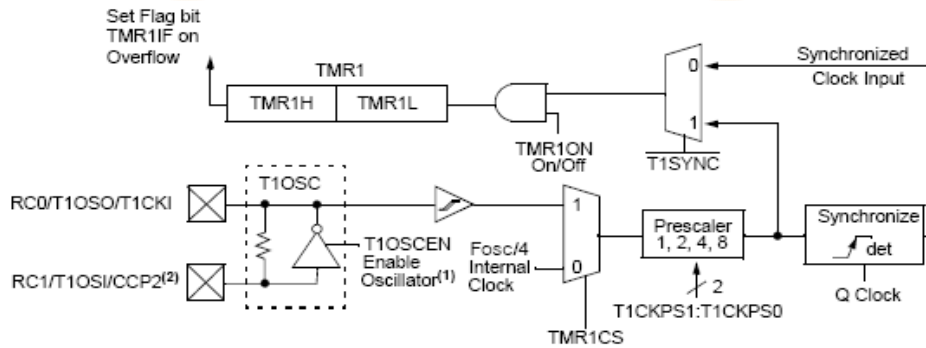 Set Flag bit
TMR1IF on
Overflow
TMR1
TMR1H TMR1L
TMR1ON
On/Off
0
1
T1SYNC
Synchronized
Clock Input
RC0/T1OSO/T1CKI
T1OSC
RC1/T1OSI/CCP2(2)
T1OSCEN
Enable
Oscillator(1)
Fosc/4
Internal
Clock
1
0
TMR1CS
Prescaler
1, 2, 4, 8
2
T1CKPS1:T1CKPS0
Synchronize
det
Q Clock